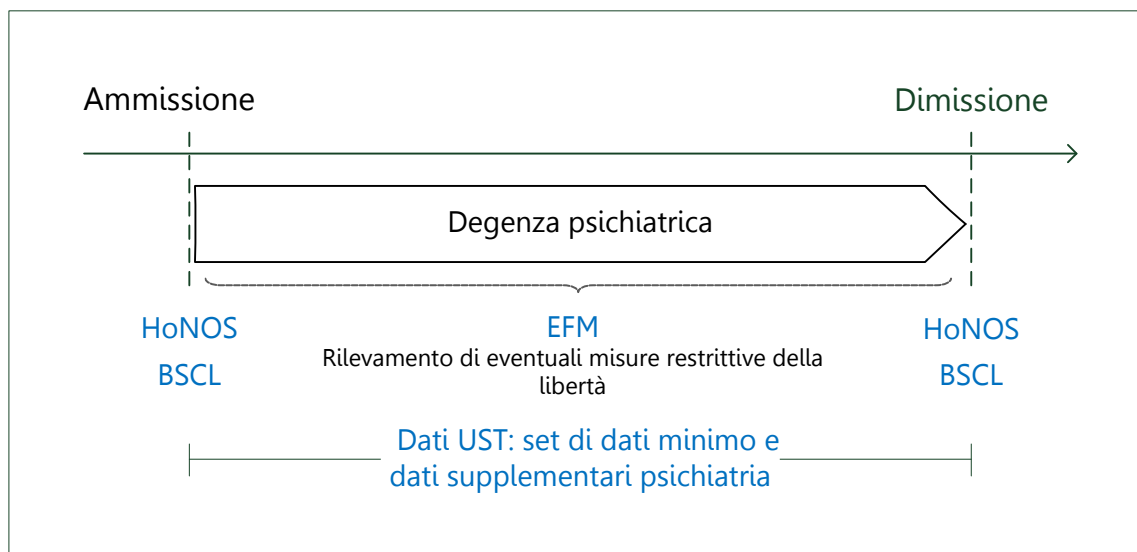 Ammissione
Dimissione
Degenza psichiatrica
HoNOS
BSCL
EFM
Rilevamento di eventuali misure restrittive della
libertà
HoNOS
BSCL
Dati UST: set di dati minimo e
dati supplementari psichiatria